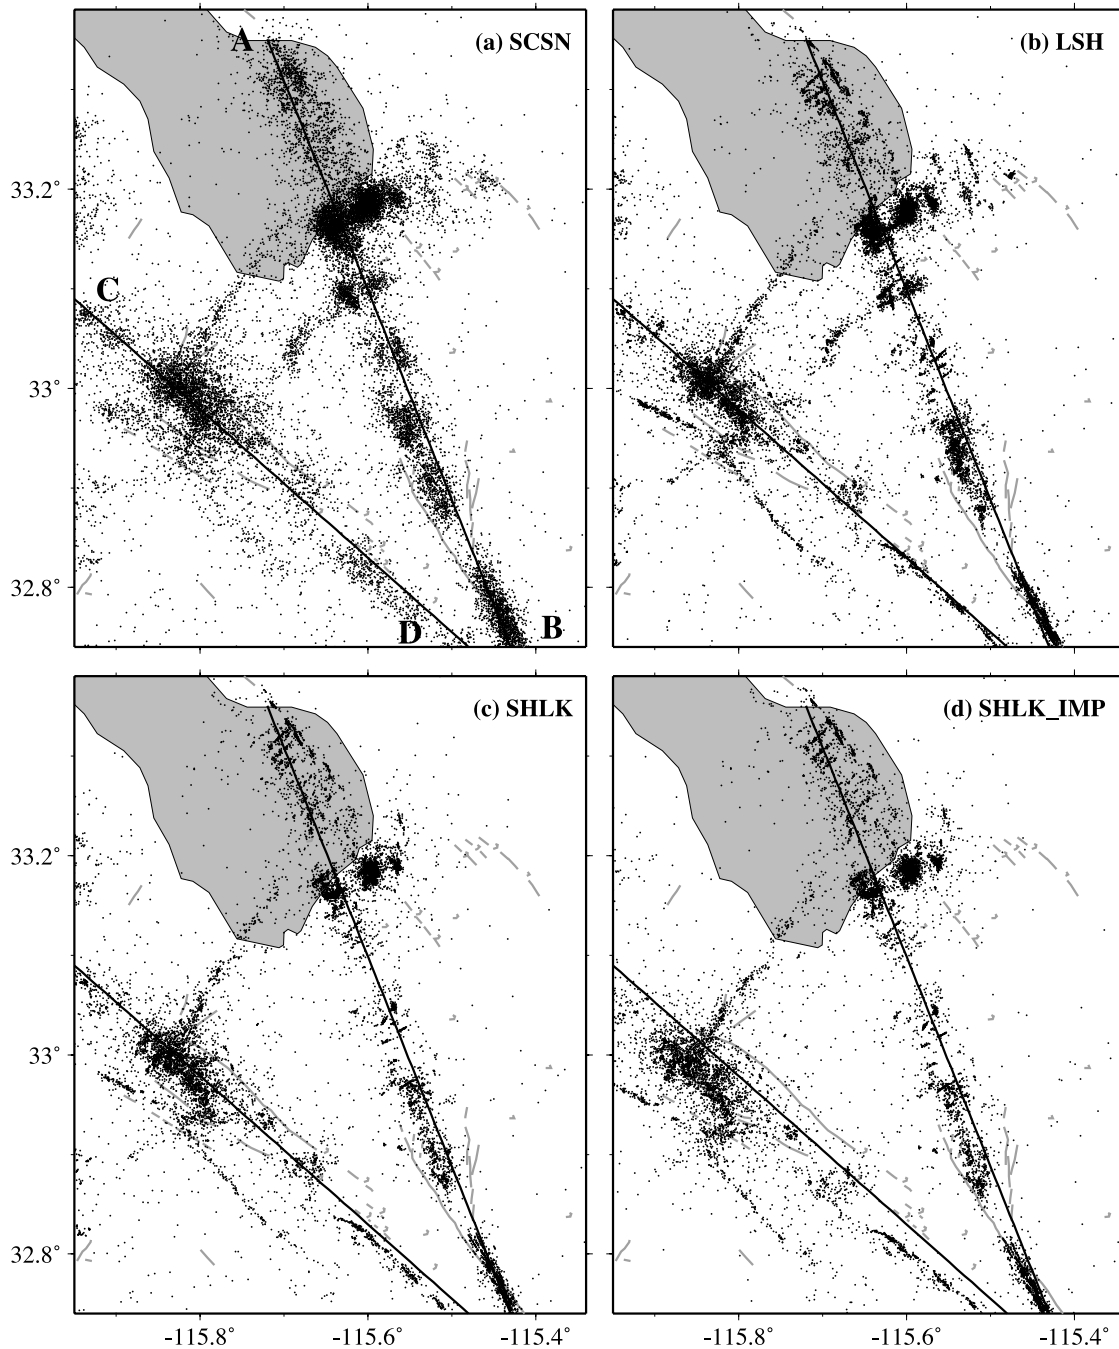 A
(a) SCSN
(b) LSH
33.2°
C
33°
32.8°
D
B
(c) SHLK
(d) SHLK_IMP
33.2°
33°
32.8°
-115.8°
-115.6°
-115.4°
-115.8°
-115.6°
-115.4°